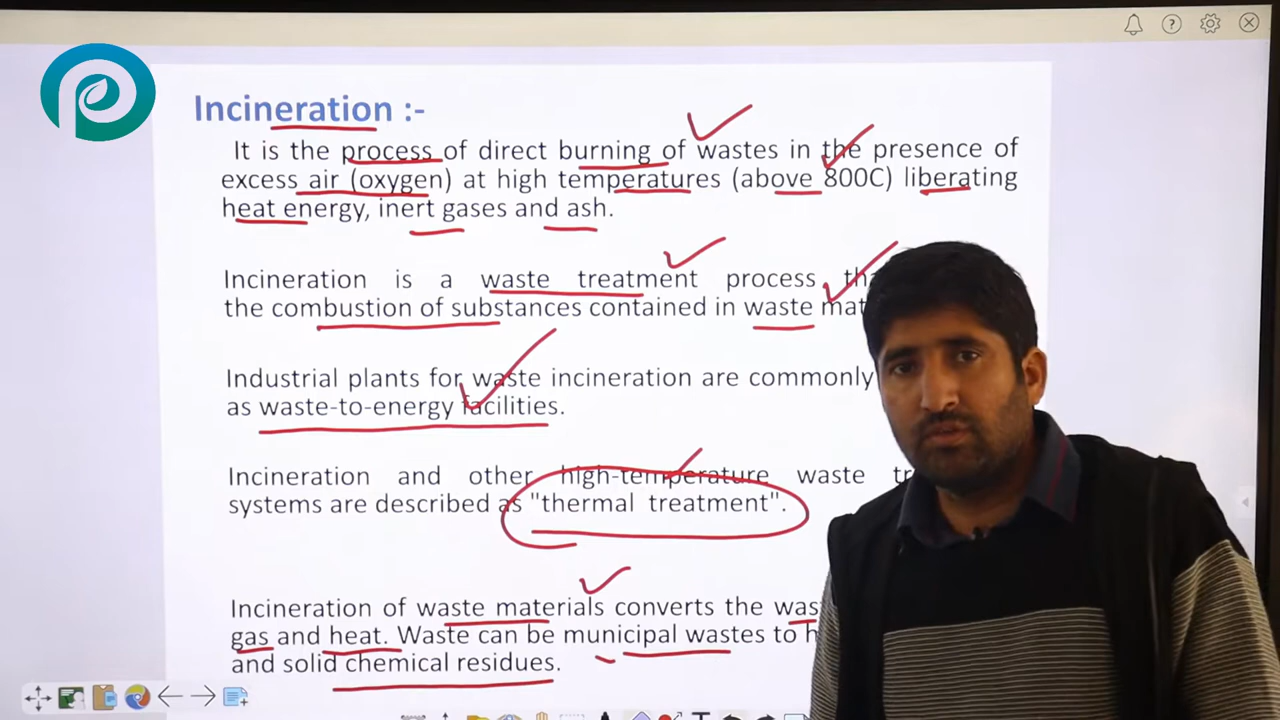 Incineration :-
It is the process of direct burning of wastes in the presence of
excess air (oxygen) at high temperatures (above 800C) liberating
heat energy, inert gases and ash.
Incineration is a waste treatment process
the combustion of substances contained in waste
Industrial plants for waste incineration are commonly
as waste-to-energy facilities.
Incineration and other high-temperature waste
systems are described as "thermal treatment".
Incineration of waste materials converts the
gas and heat. Waste can be municipal wastes to
and solid chemical residues.